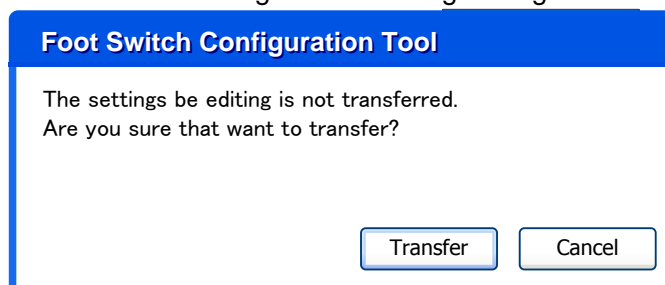 Foot Switch Configuration Tool
The settings be editing is not transferred.
Are you sure that want to transfer?
Transfer
Cancel